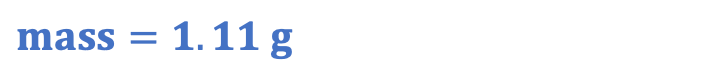 mass = 1.11 g